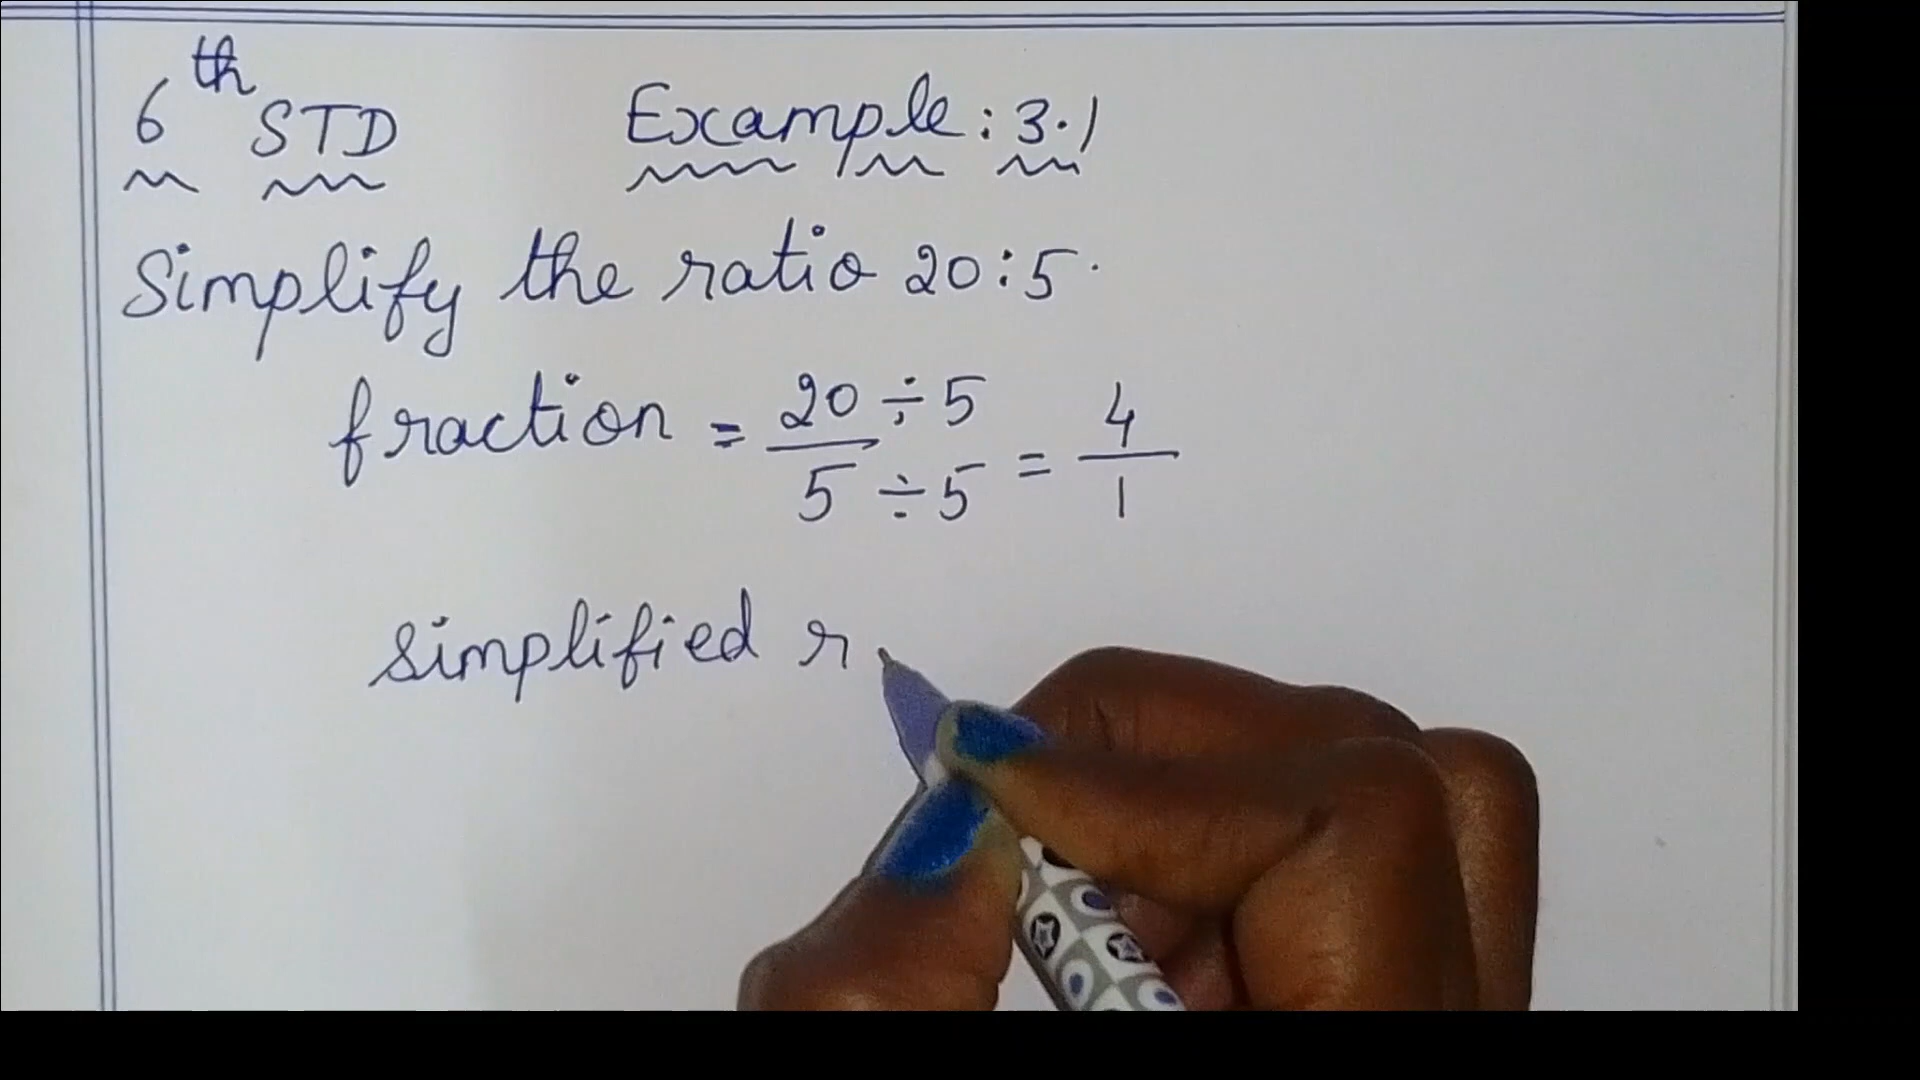 6th STD Example: 3.1
Simplify the ratio 20:5.
fraction = 20 ÷ 5 / 5 ÷ 5 = 4 / 1
simplified r